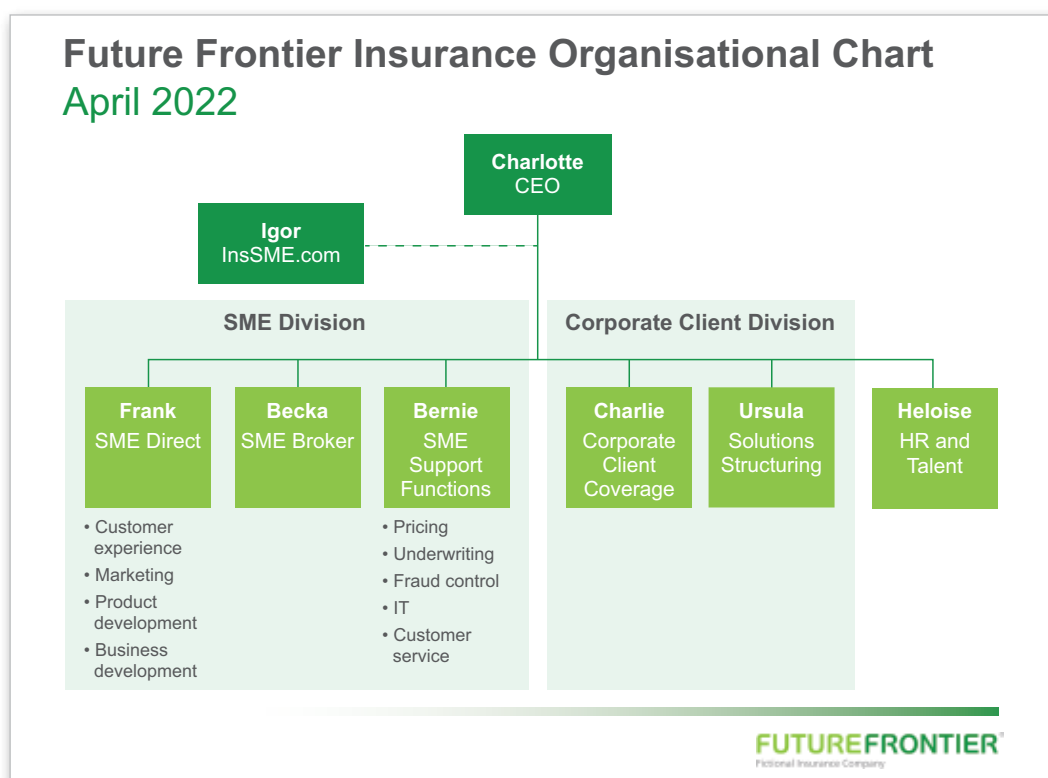 Future Frontier Insurance Organisational Chart
April 2022
Charlotte
CEO
Igor
InsSME.com
SME Division
Corporate Client Division
Frank
SME Direct
Becka
SME Broker
Bernie
SME
Support
Functions
Charlie
Corporate
Client
Coverage
Ursula
Solutions
Structuring
Heloise
HR and
Talent
• Customer
experience
• Marketing
• Product
development
• Business
development
• Pricing
• Underwriting
• Fraud control
• IT
• Customer
service
FUTUREFRONTIER®
Fictional Insurance Company